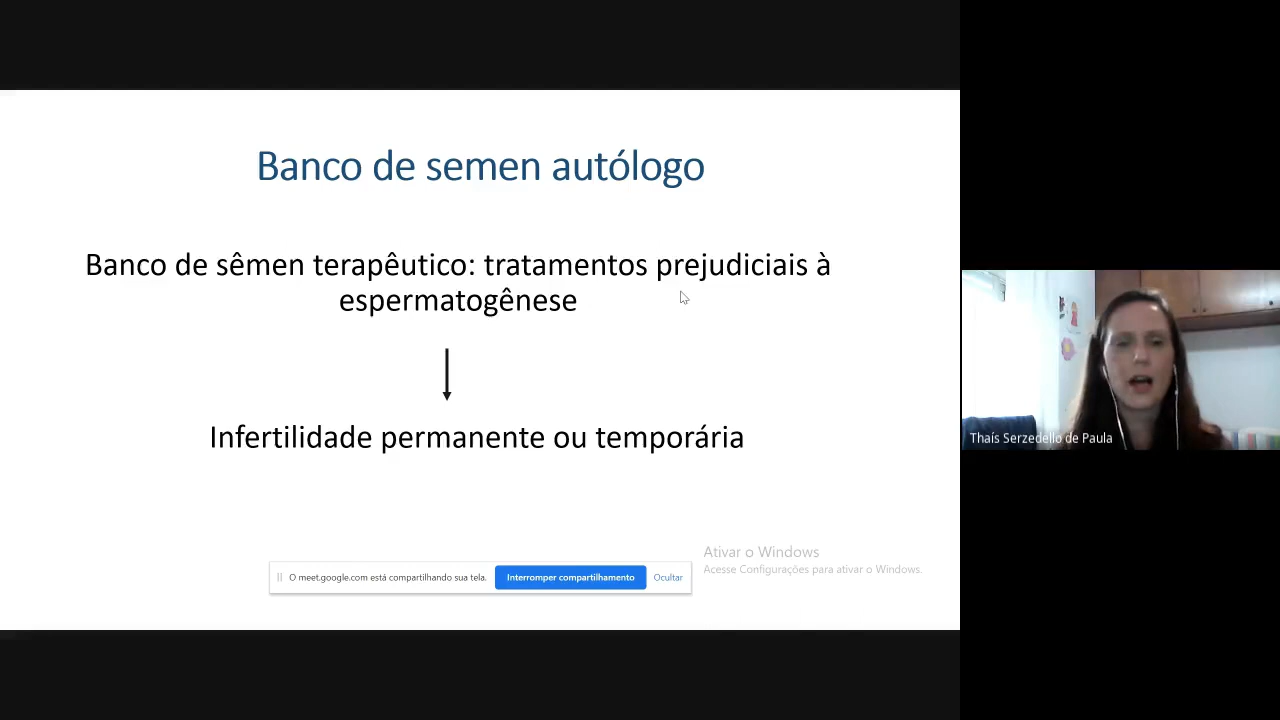 Banco de semen autólogo
Banco de sêmen terapêutico: tratamentos prejudiciais à
espermatogênese
Infertilidade permanente ou temporária
Ativar o Windows
Acesse Configurações para ativar o Windows.
O meet.google.com está compartilhando sua tela.
Interromper compartilhamento
Ocultar
Thaís Serzedello de Paula